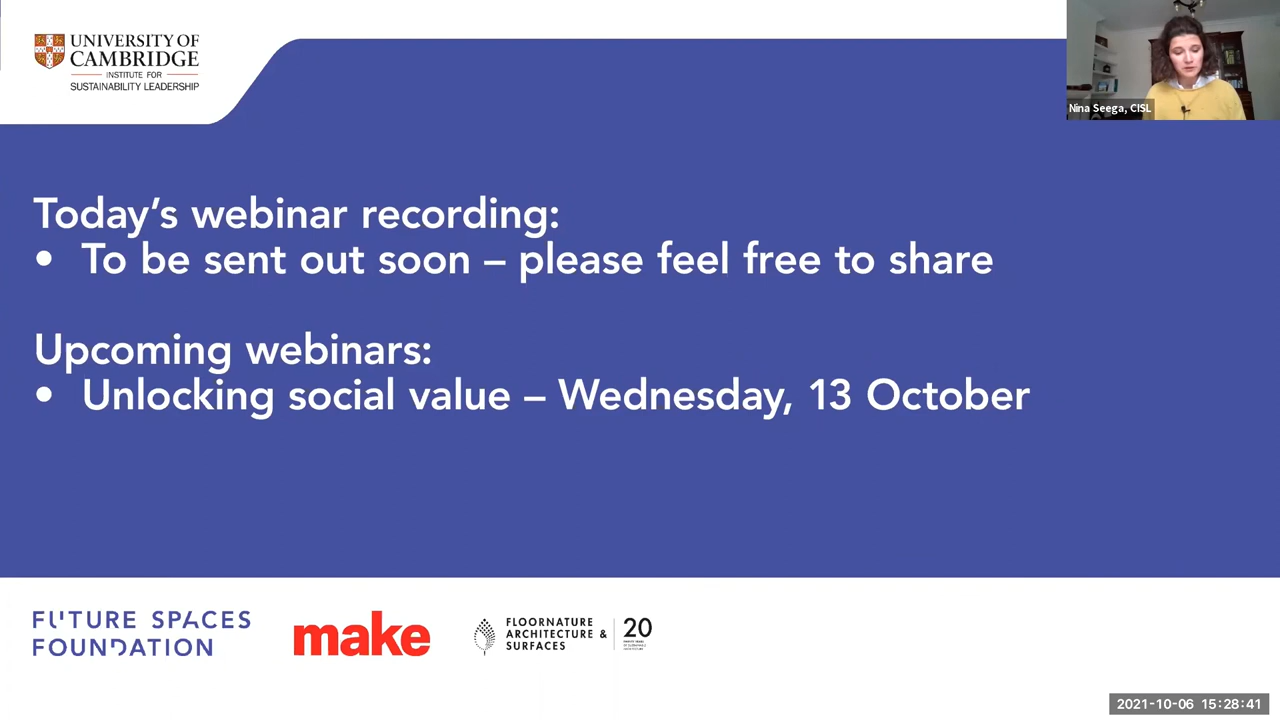 UNIVERSITY OF
CAMBRIDGE
INSTITUTE FOR
SUSTAINABILITY LEADERSHIP
Nina Seega, CISL
Today's webinar recording:
• To be sent out soon – please feel free to share
Upcoming webinars:
• Unlocking social value – Wednesday, 13 October
FUTURE SPACES
FOUNDATION
make
FLOORNATURE
ARCHITECTURE &
SURFACES
20
2021-10-06 15:28:41